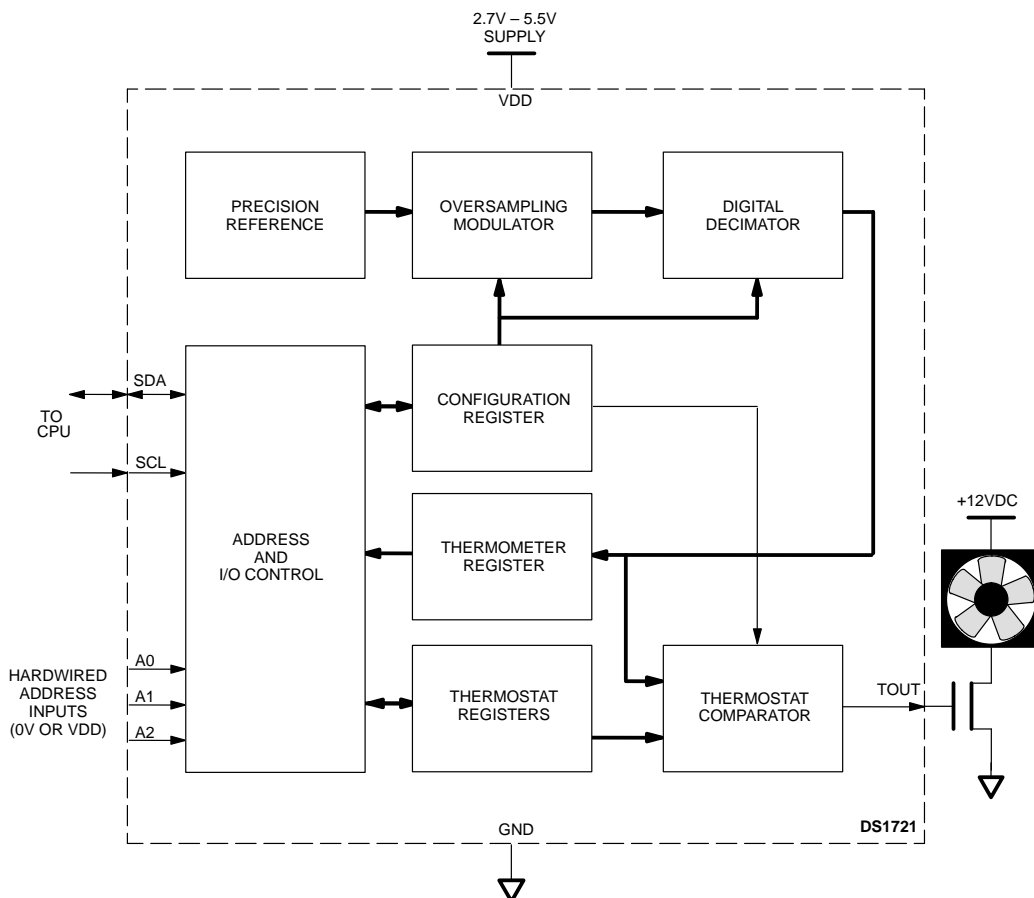 2.7V – 5.5V
SUPPLY
VDD
PRECISION
REFERENCE
OVERSAMPLING
MODULATOR
DIGITAL
DECIMATOR
SDA
TO
CPU
SCL
CONFIGURATION
REGISTER
ADDRESS
AND
I/O CONTROL
THERMOMETER
REGISTER
+12VDC
HARDWIRED
ADDRESS
INPUTS
(0V OR VDD)
A0
A1
A2
THERMOSTAT
REGISTERS
THERMOSTAT
COMPARATOR
TOUT
GND
DS1721